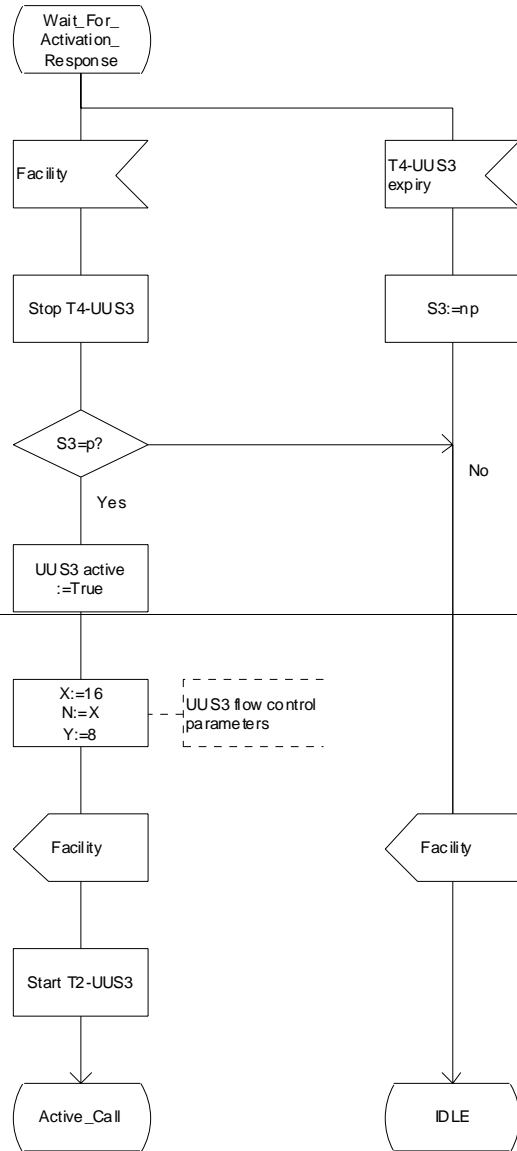 Wait_For_
Activation_
Response
Facility
T4-UUS3
expiry
Stop T4-UUS3
S3:=np
S3=p?
No
Yes
UUS3 active
:=True
X:=16
N:=X
Y:=8
UUS3 flow control
parameters
Facility
Facility
Start T2-UUS3
Active_Call
IDLE